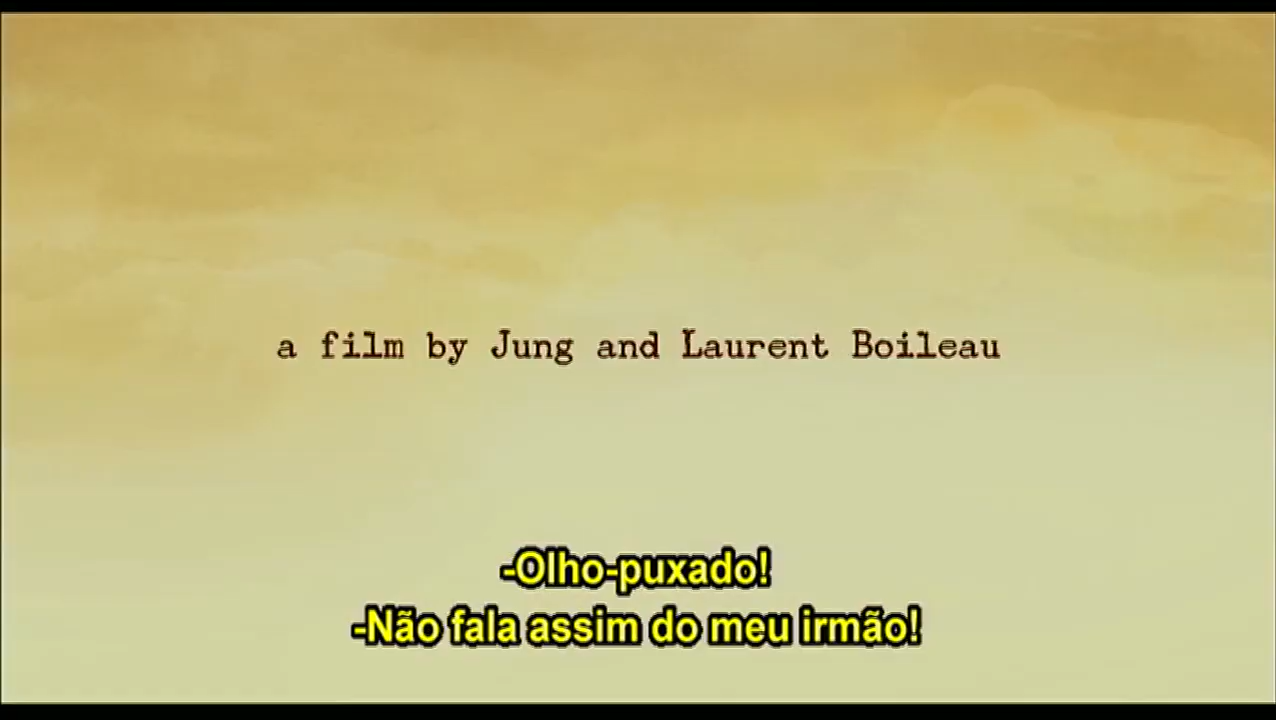 a film by Jung and Laurent Boileau
-Olho-puxado!
-Não fala assim do meu irmão!